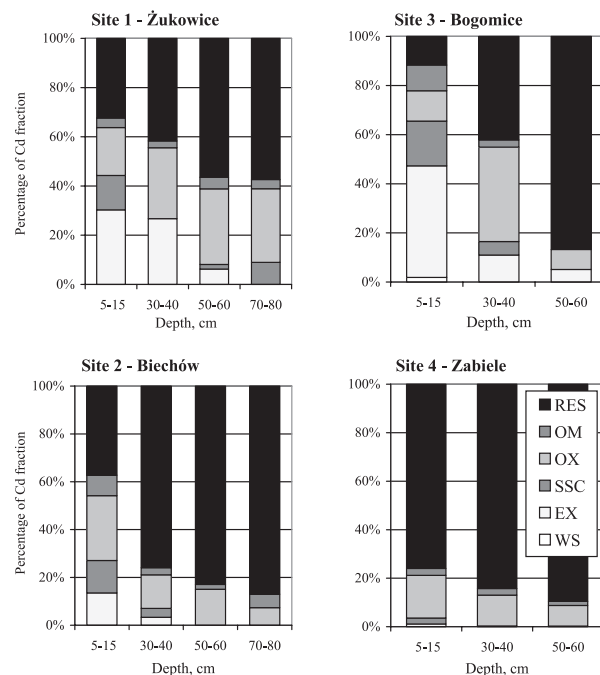 Site 1 - Żukowice
Percentage of Cd fraction
100%
80%
60%
40%
20%
0%
5-15 30-40 50-60 70-80
Depth, cm
Site 3 - Bogomice
100%
80%
60%
40%
20%
0%
5-15 30-40 50-60
Depth, cm
Site 2 - Biechów
Percentage of Cd fraction
100%
80%
60%
40%
20%
0%
5-15 30-40 50-60 70-80
Depth, cm
Site 4 - Zabiele
100%
80%
60%
40%
20%
0%
5-15 30-40 50-60
Depth, cm
RES
OM
OX
SSC
EX
WS